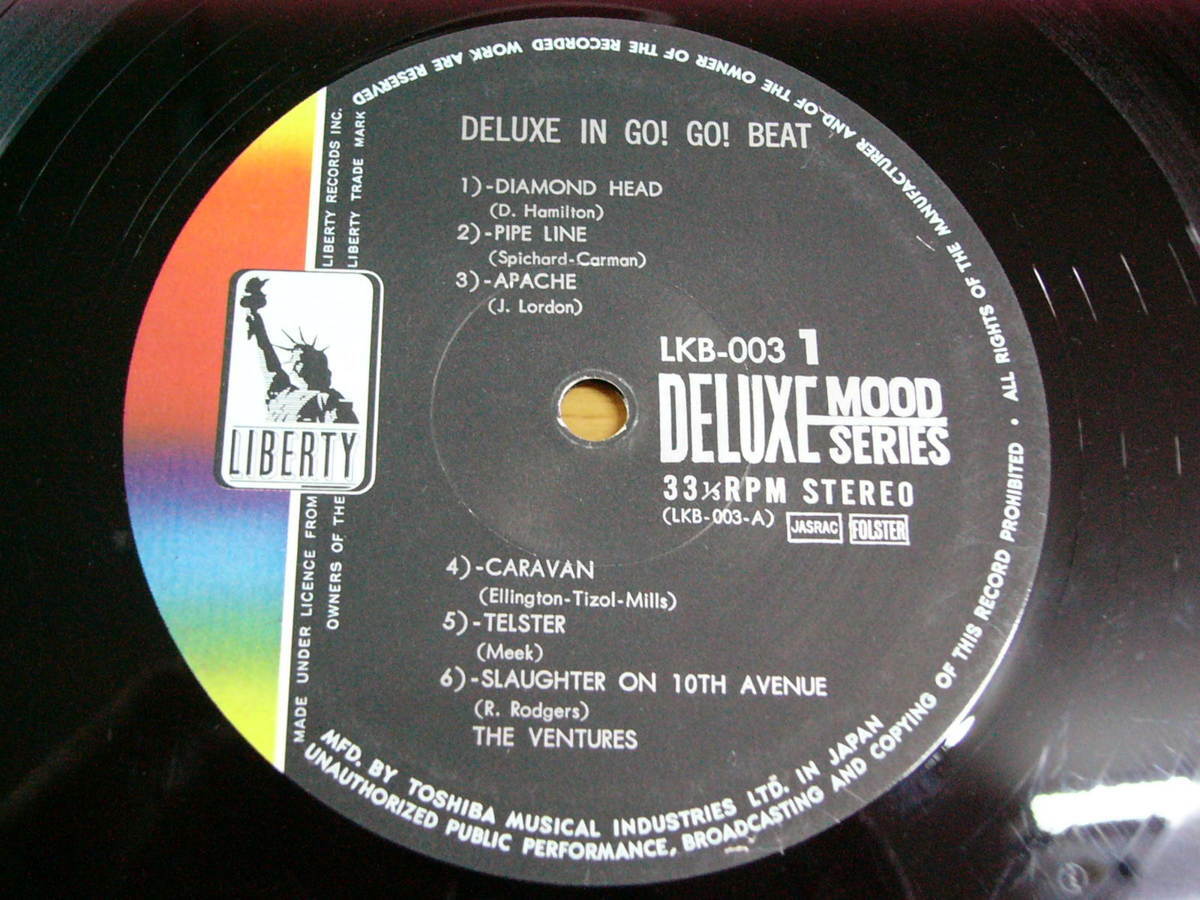 DELUXE IN GO! GO! BEAT
1)-DIAMOND HEAD
(D. Hamilton)
2)-PIPE LINE
(Spichard-Carman)
3)-APACHE
(J. Lordon)
LKB-003 1
DELUXE MOOD SERIES
33⅓RPM STEREO
(LKB-003-A) JASRAC FOLSTER
4)-CARAVAN
(Ellington-Tizol-Mills)
5)-TELSTER
(Meek)
6)-SLAUGHTER ON 10TH AVENUE
(R. Rodgers)
THE VENTURES
LIBERTY
MADE UNDER LICENCE FROM LIBERTY RECORDS INC.
OWNERS OF THE LIBERTY TRADE MARK
MFD. BY TOSHIBA MUSICAL INDUSTRIES LTD. IN JAPAN
ALL RIGHTS OF THE MANUFACTURER AND OF THE OWNER OF THE RECORDED WORK ARE RESERVED
UNAUTHORIZED PUBLIC PERFORMANCE, BROADCASTING AND COPYING OF THIS RECORD PROHIBITED •